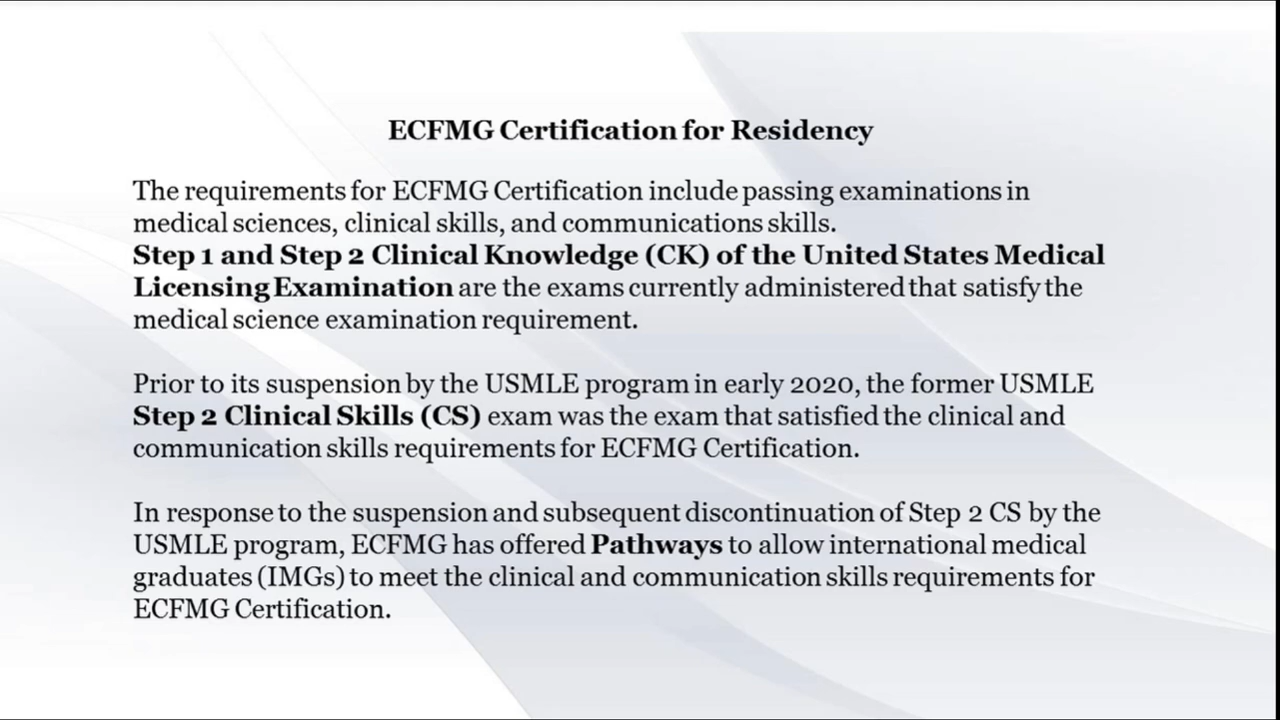 ECFMG Certification for Residency
The requirements for ECFMG Certification include passing examinations in
medical sciences, clinical skills, and communications skills.
Step 1 and Step 2 Clinical Knowledge (CK) of the United States Medical
Licensing Examination are the exams currently administered that satisfy the
medical science examination requirement.
Prior to its suspension by the USMLE program in early 2020, the former USMLE
Step 2 Clinical Skills (CS) exam was the exam that satisfied the clinical and
communication skills requirements for ECFMG Certification.
In response to the suspension and subsequent discontinuation of Step 2 CS by the
USMLE program, ECFMG has offered Pathways to allow international medical
graduates (IMGs) to meet the clinical and communication skills requirements for
ECFMG Certification.